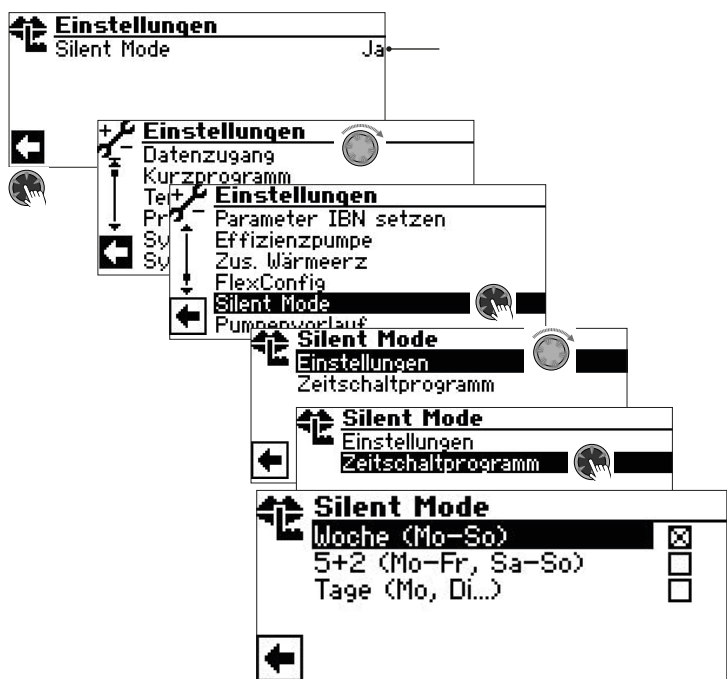 Einstellungen
Silent Mode Ja
Einstellungen
Datenzugang
Kurzprogramm
Einstellungen
Parameter IBN setzen
Effizienzpumpe
Zus. Wärmeerz
FlexConfig
Silent Mode
Pumpenvorlauf
Silent Mode
Einstellungen
Zeitschaltprogramm
Silent Mode
Einstellungen
Zeitschaltprogramm
Silent Mode
Woche (Mo-So)
5+2 (Mo-Fr, Sa-So)
Tage (Mo, Di...)